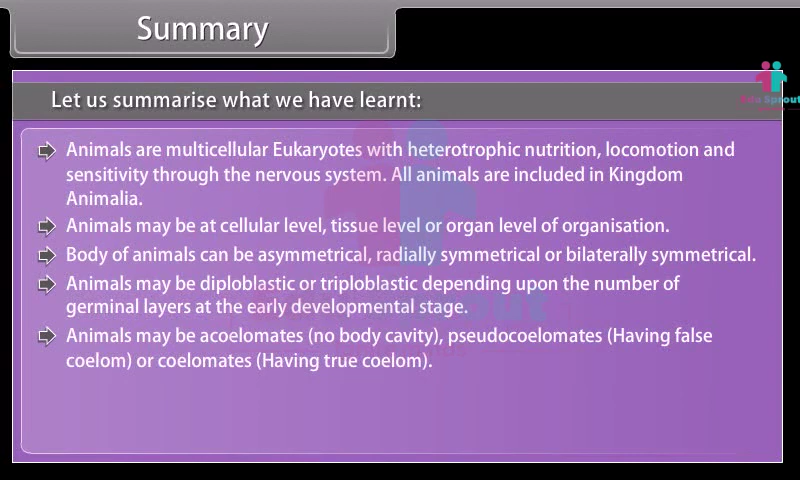 Summary
Let us summarise what we have learnt:
Animals are multicellular Eukaryotes with heterotrophic nutrition, locomotion and
sensitivity through the nervous system. All animals are included in Kingdom
Animalia.
Animals may be at cellular level, tissue level or organ level of organisation.
Body of animals can be asymmetrical, radially symmetrical or bilaterally symmetrical.
Animals may be diploblastic or triploblastic depending upon the number of
germinal layers at the early developmental stage.
Animals may be acoelomates (no body cavity), pseudocoelomates (Having false
coelom) or coelomates (Having true coelom).